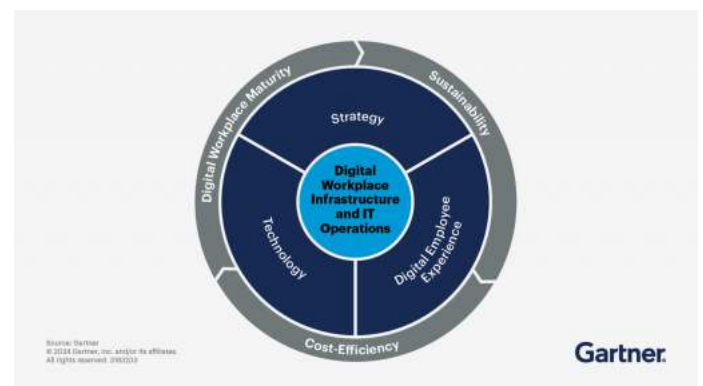 Digital Workplace Maturity
Sustainability
Strategy
Digital
Workplace
Infrastructure
and IT
Operations
Technology
Digital Employee
Experience
Cost-Efficiency
Source: Gartner
© 2024 Gartner, Inc. and/or its affiliates.
All rights reserved.
Gartner